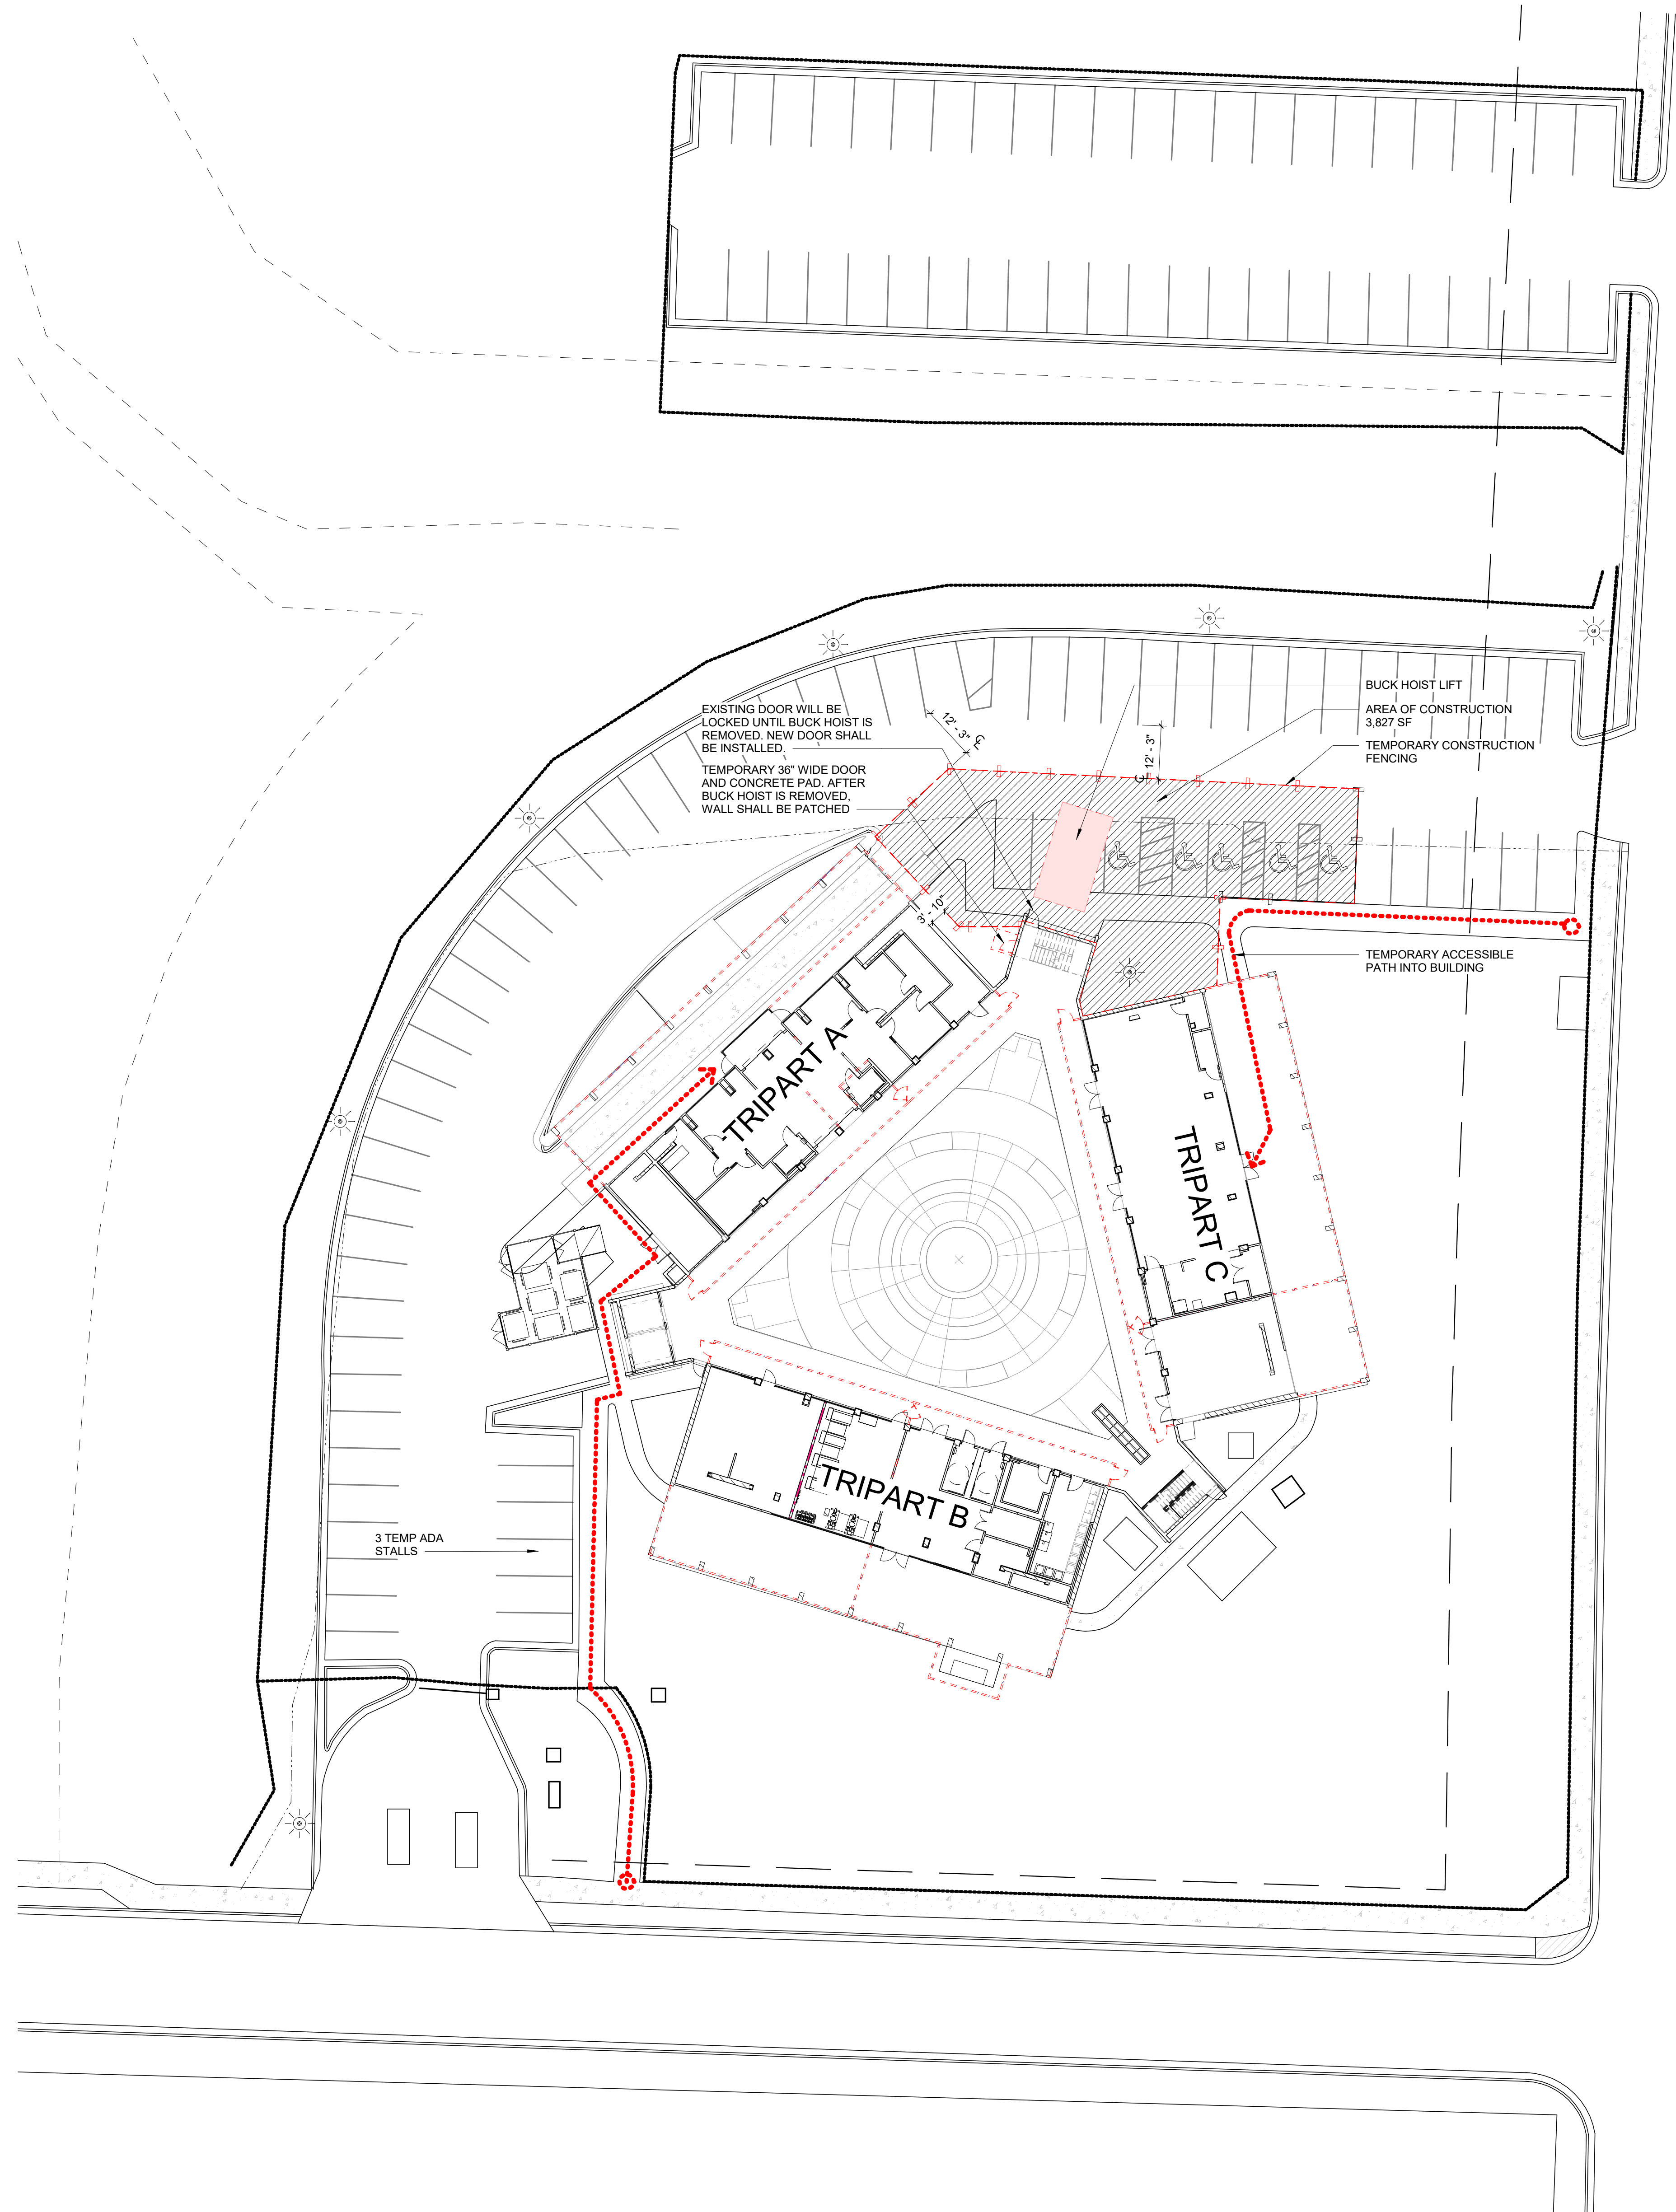 BUCK HOIST LIFT
AREA OF CONSTRUCTION
3,827 SF
TEMPORARY CONSTRUCTION
FENCING
EXISTING DOOR WILL BE
LOCKED UNTIL BUCK HOIST IS
REMOVED. NEW DOOR SHALL
BE INSTALLED.
TEMPORARY 36" WIDE DOOR
AND CONCRETE PAD. AFTER
BUCK HOIST IS REMOVED,
WALL SHALL BE PATCHED
12' - 3"
12' - 3"
3' - 10"
TEMPORARY ACCESSIBLE
PATH INTO BUILDING
TRIPART A
TRIPART C
TRIPART B
3 TEMP ADA
STALLS